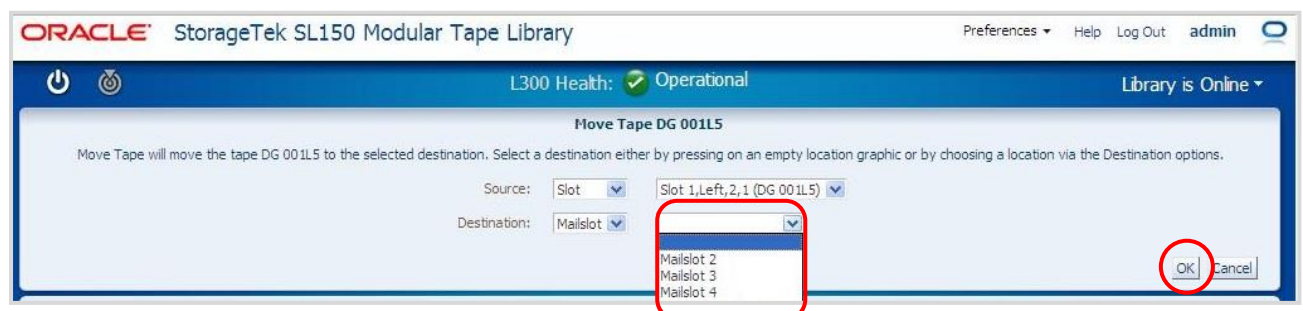 ORACLE StorageTek SL150 Modular Tape Library Preferences Help Log Out admin
L300 Health: Operational Library is Online
Move Tape DG 001L5
Move Tape will move the tape DG 001L5 to the selected destination. Select a destination either by pressing on an empty location graphic or by choosing a location via the Destination options.
Source: Slot Slot 1,Left,2,1 (DG 001L5)
Destination: Mailslot
Mailslot 2
Mailslot 3
Mailslot 4
OK Cancel